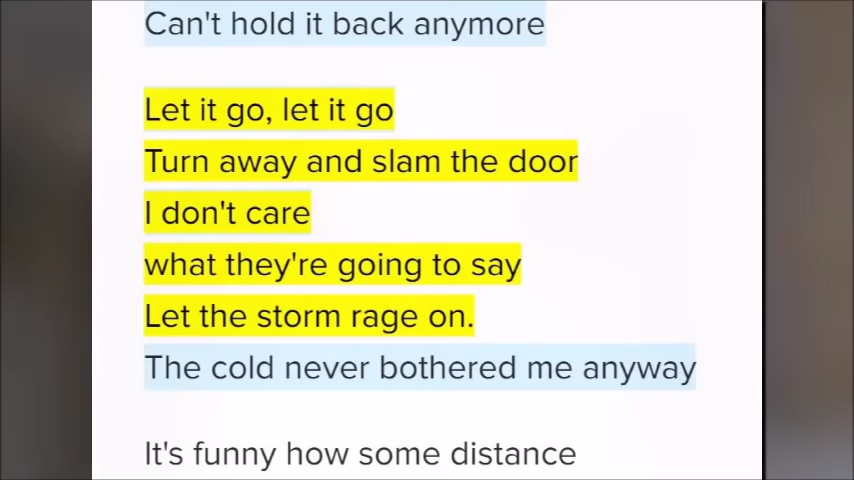 Can't hold it back anymore
Let it go, let it go
Turn away and slam the door
I don't care
what they're going to say
Let the storm rage on.
The cold never bothered me anyway
It's funny how some distance